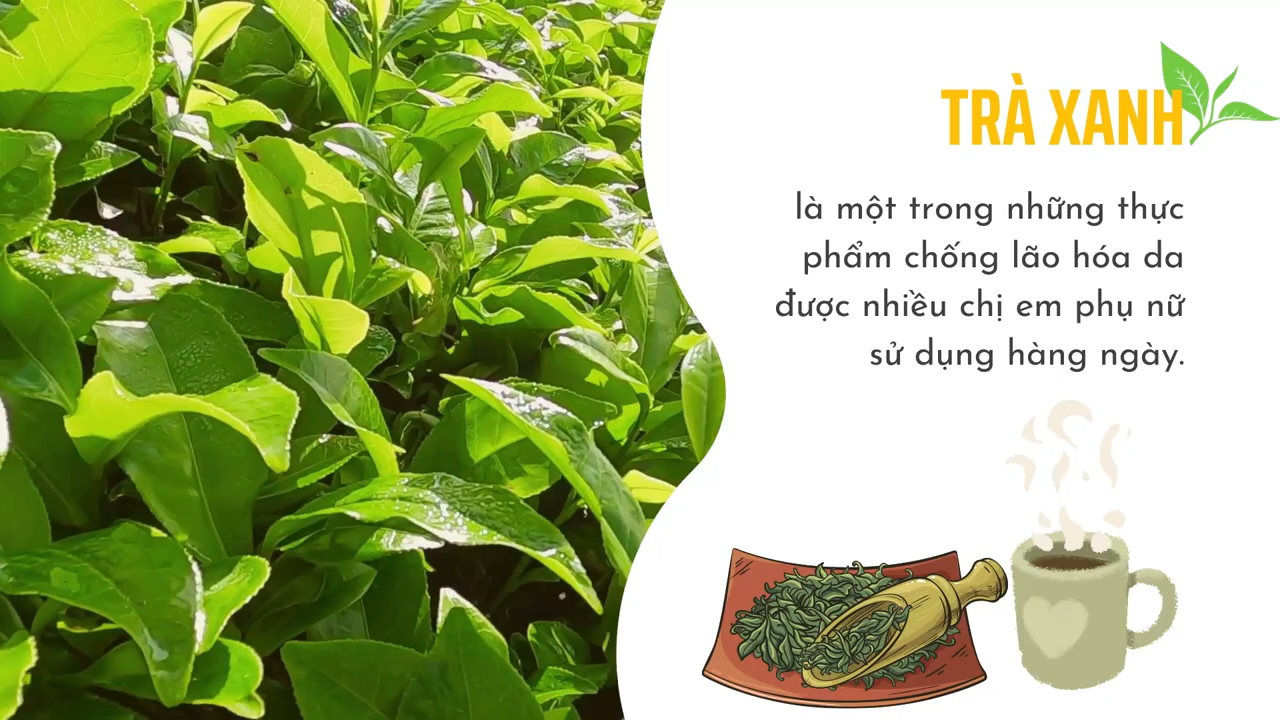 TRÀ XANH
là một trong những thực
phẩm chống lão hóa da
được nhiều chị em phụ nữ
sử dụng hàng ngày.